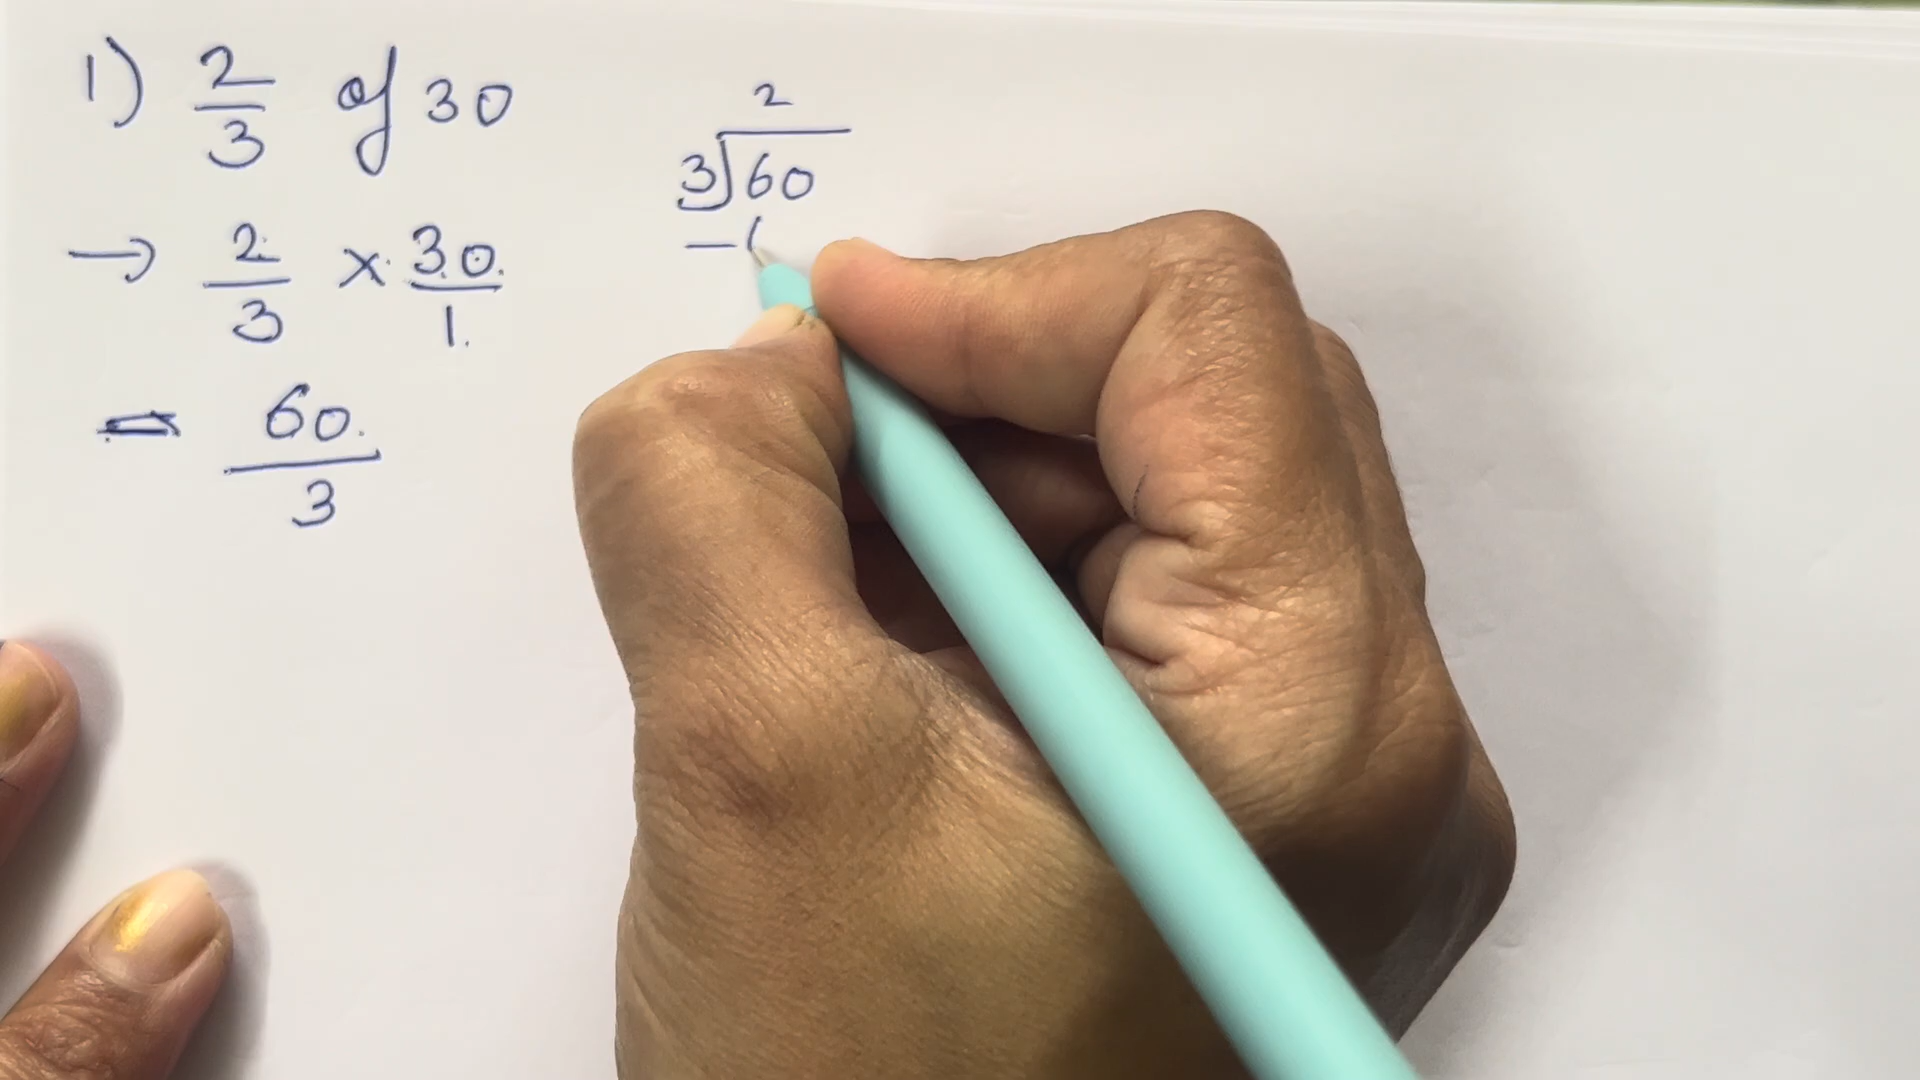 1) 2/3 of 30
→ 2/3 × 30/1
= 60/3
2
3)60
-